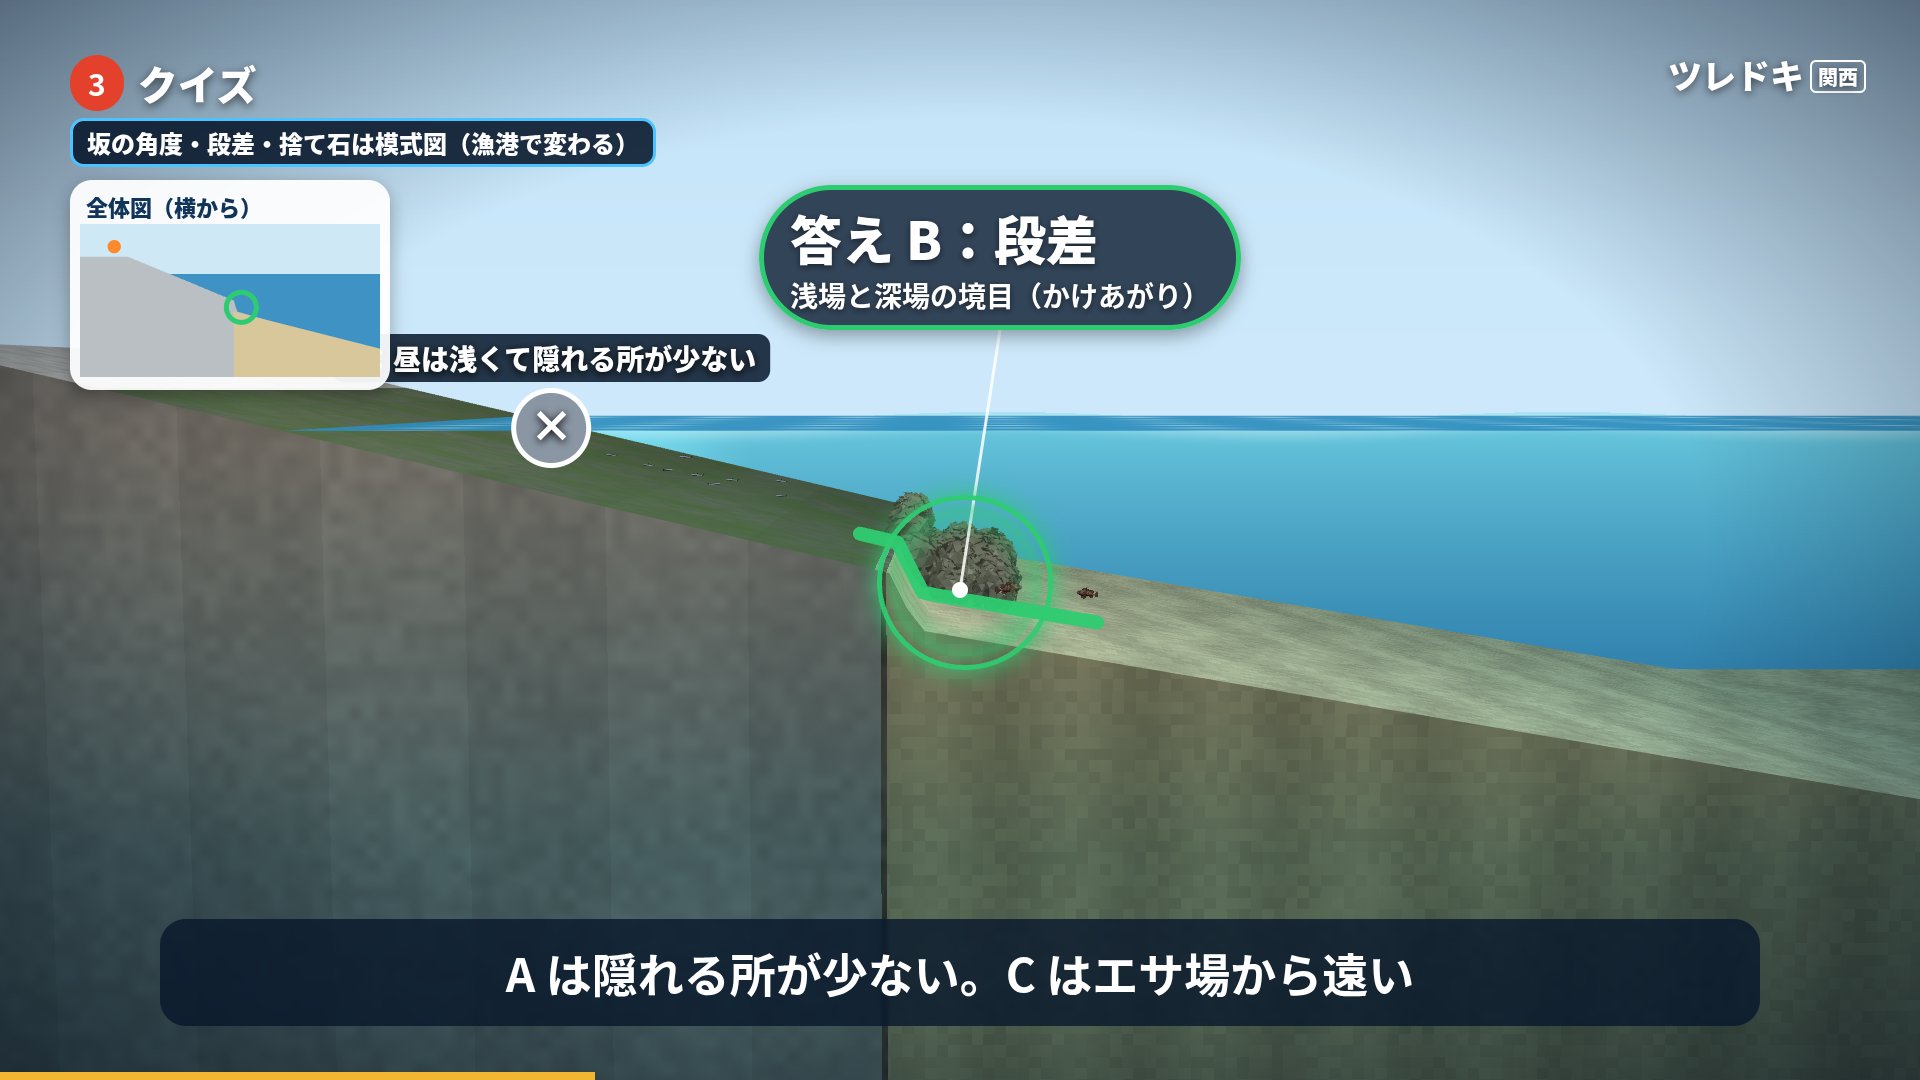 3 クイズ
ツレドキ 関西
坂の角度・段差・捨て石は模式図（漁港で変わる）
全体図（横から）
答え B：段差
浅場と深場の境目（かけあがり）
昼は浅くて隠れる所が少ない
×
A は隠れる所が少ない。C はエサ場から遠い